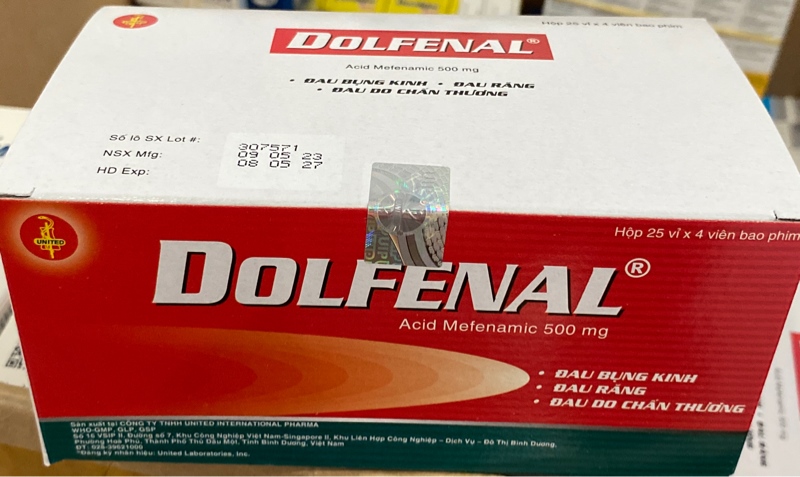 Hộp 25 vỉ x 4 viên bao phim
DOLFENAL®
Acid Mefenamic 500 mg
• ĐAU BỤNG KINH • ĐAU RĂNG
• ĐAU DO CHẤN THƯƠNG
Số lô SX Lot #: 307571
NSX Mfg: 09 05 23
HD Exp: 08 05 27
UNITED
Hộp 25 vỉ x 4 viên bao phim
DOLFENAL®
Acid Mefenamic 500 mg
• ĐAU BỤNG KINH
• ĐAU RĂNG
• ĐAU DO CHẤN THƯƠNG
Sản xuất tại CÔNG TY TNHH UNITED INTERNATIONAL PHARMA
WHO-GMP, GLP, GSP
Số 16 VSIP II, Đường số 7, Khu Công Nghiệp Việt Nam-Singapore II, Khu Liên Hợp Công Nghiệp – Dịch Vụ – Đô Thị Bình Dương,
Phường Hoà Phú, Thành Phố Thủ Dầu Một, Tỉnh Bình Dương, Việt Nam
*Đăng ký nhãn hiệu: United Laboratories, Inc.